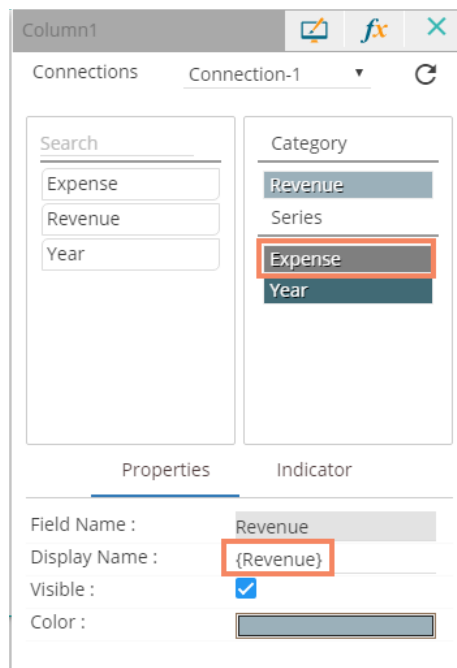 Column1 fx
Connections Connection-1
Search
Expense
Revenue
Year
Category
Revenue
Series
Expense
Year
Properties Indicator
Field Name : Revenue
Display Name : {Revenue}
Visible :
Color :